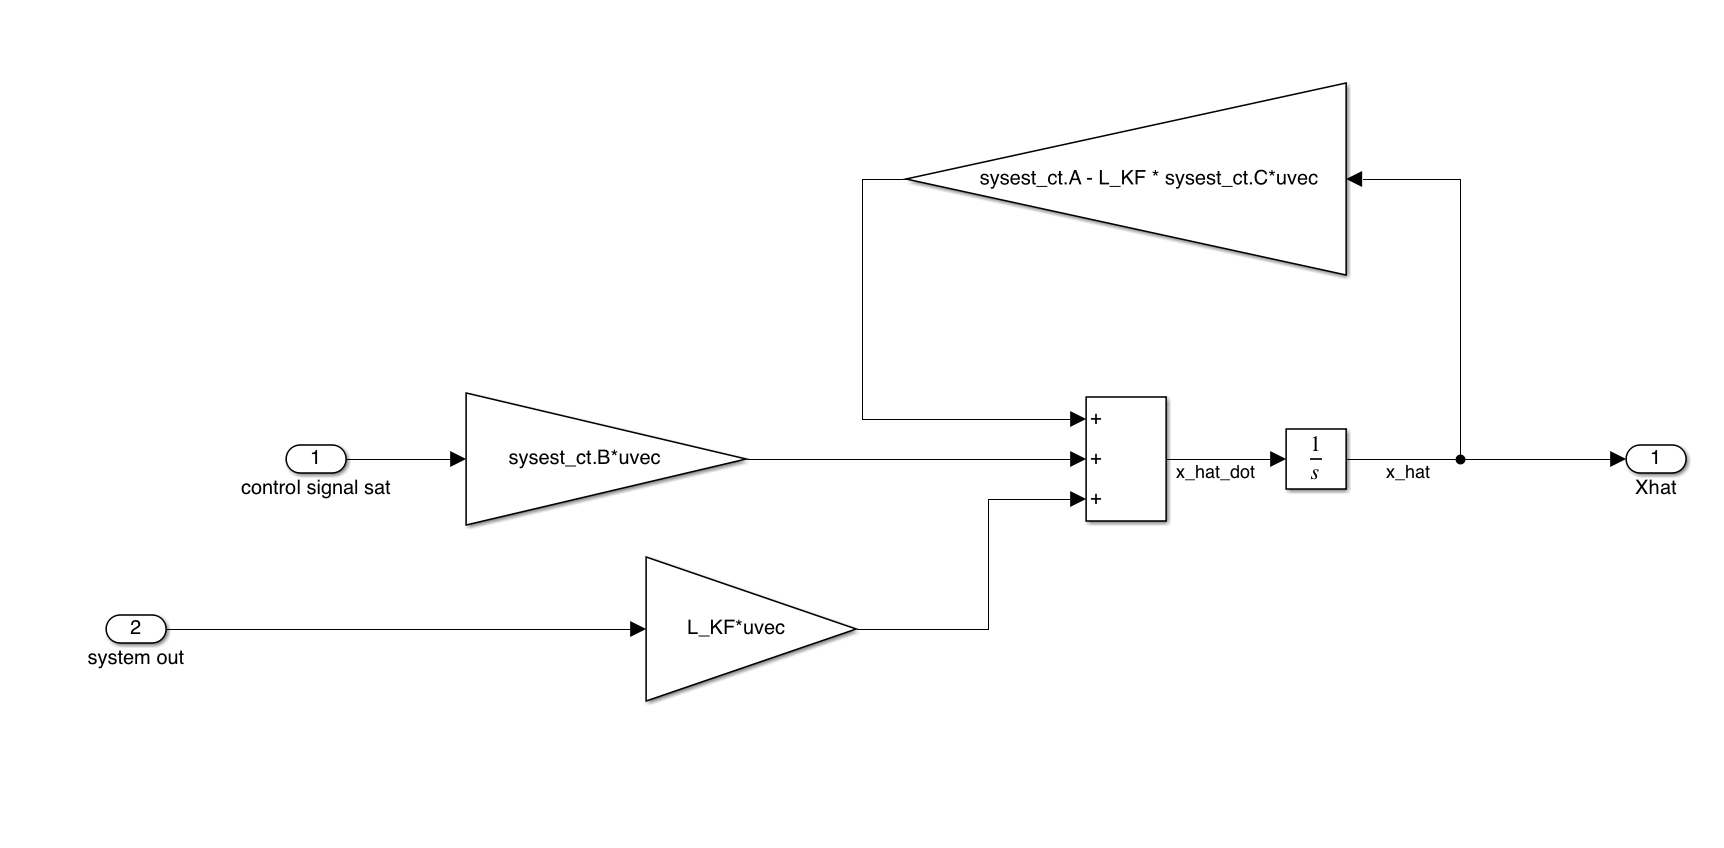 sysest_ct.A - L_KF * sysest_ct.C*uvec
+
1
control signal sat
sysest_ct.B*uvec
+
x_hat_dot
1
s
x_hat
1
Xhat
+
2
system out
L_KF*uvec